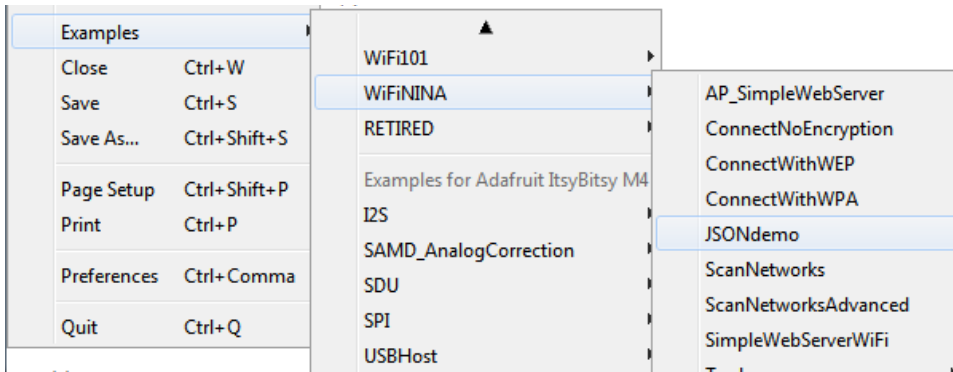 Examples
Close Ctrl+W
Save Ctrl+S
Save As... Ctrl+Shift+S
Page Setup Ctrl+Shift+P
Print Ctrl+P
Preferences Ctrl+Comma
Quit Ctrl+Q
WiFi101
WiFiNINA
RETIRED
Examples for Adafruit ItsyBitsy M4
I2S
SAMD_AnalogCorrection
SDU
SPI
USBHost
AP_SimpleWebServer
ConnectNoEncryption
ConnectWithWEP
ConnectWithWPA
JSONdemo
ScanNetworks
ScanNetworksAdvanced
SimpleWebServerWiFi